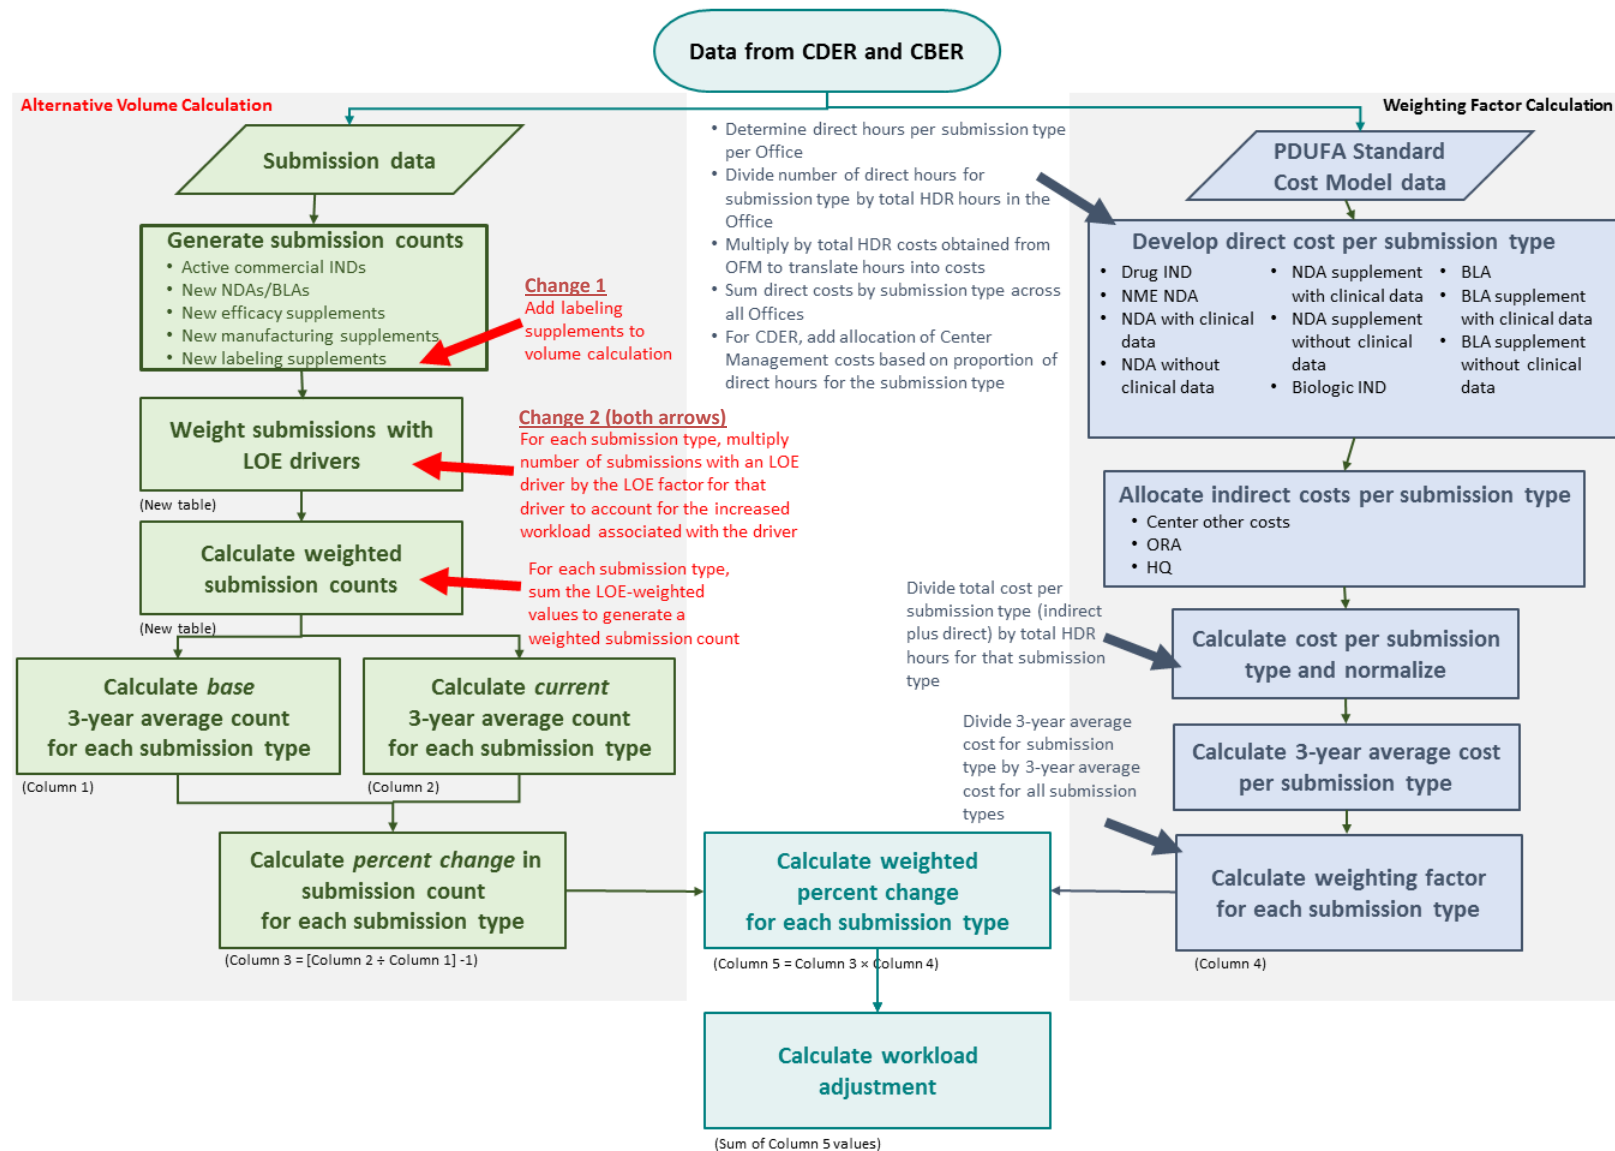 Data from CDER and CBER
Alternative Volume Calculation
Submission data
Generate submission counts
• Active commercial INDs
• New NDAs/BLAs
• New efficacy supplements
• New manufacturing supplements
• New labeling supplements
Change 1
Add labeling
supplements to
volume calculation
Weight submissions with
LOE drivers
(New table)
Change 2 (both arrows)
For each submission type, multiply
number of submissions with an LOE
driver by the LOE factor for that
driver to account for the increased
workload associated with the driver
Calculate weighted
submission counts
(New table)
For each submission type,
sum the LOE-weighted
values to generate a
weighted submission count
Calculate base
3-year average count
for each submission type
(Column 1)
Calculate current
3-year average count
for each submission type
(Column 2)
Calculate percent change in
submission count
for each submission type
(Column 3 = [Column 2 ÷ Column 1] -1)
• Determine direct hours per submission type
per Office
• Divide number of direct hours for
submission type by total HDR hours in the
Office
• Multiply by total HDR costs obtained from
OFM to translate hours into costs
• Sum direct costs by submission type across
all Offices
• For CDER, add allocation of Center
Management costs based on proportion of
direct hours for the submission type
Weighting Factor Calculation
PDUFA Standard
Cost Model data
Develop direct cost per submission type
• Drug IND
• NME NDA
• NDA with clinical
data
• NDA without
clinical data
• NDA supplement
with clinical data
• NDA supplement
without clinical
data
• Biologic IND
• BLA
• BLA supplement
with clinical data
• BLA supplement
without clinical
data
Allocate indirect costs per submission type
• Center other costs
• ORA
• HQ
Divide total cost per
submission type (indirect
plus direct) by total HDR
hours for that submission
type
Calculate cost per submission
type and normalize
Calculate 3-year average cost
per submission type
Divide 3-year average
cost for submission
type by 3-year average
cost for all submission
types
Calculate weighting factor
for each submission type
(Column 4)
Calculate weighted
percent change
for each submission type
(Column 5 = Column 3 × Column 4)
Calculate workload
adjustment
(Sum of Column 5 values)